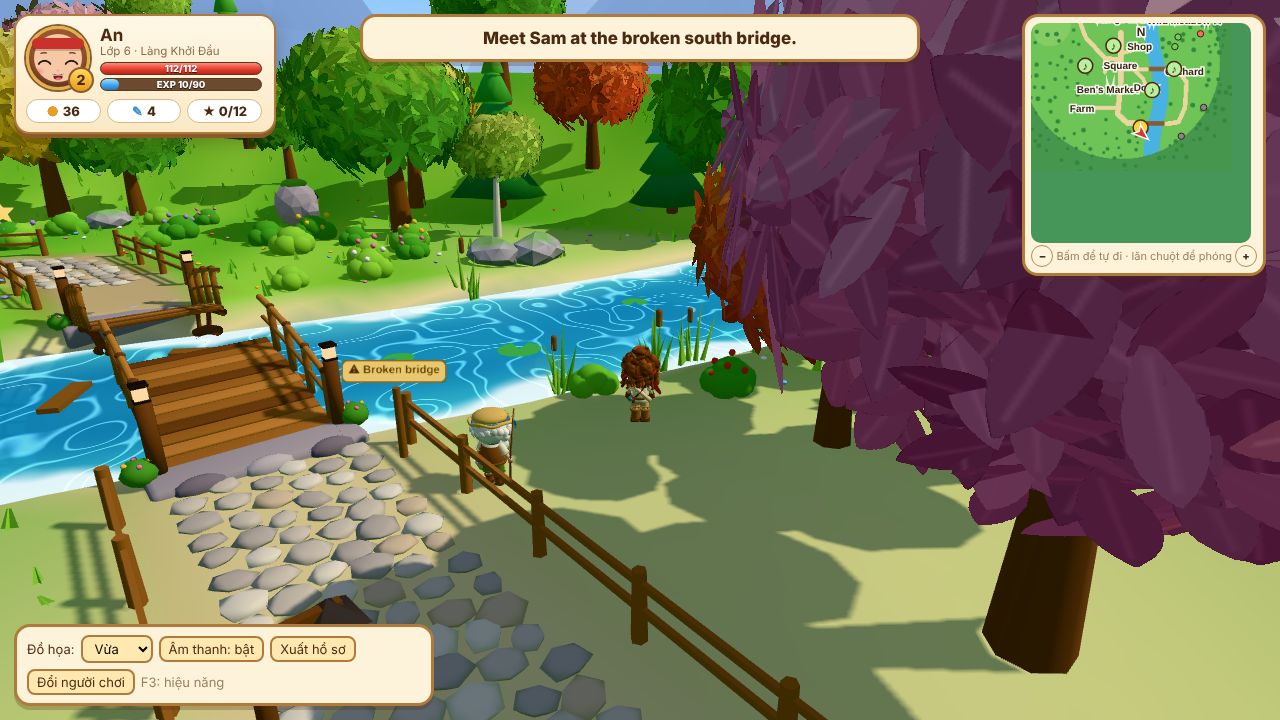 An
Lớp 6 · Làng Khởi Đầu
2
112/112
EXP 10/90
36
4
★ 0/12
Meet Sam at the broken south bridge.
N
Shop
Square
Ben's Marke
Farm
− Bấm để tự đi · lăn chuột để phóng +
⚠ Broken bridge
Đồ họa: Vừa Âm thanh: bật Xuất hồ sơ
Đổi người chơi F3: hiệu năng